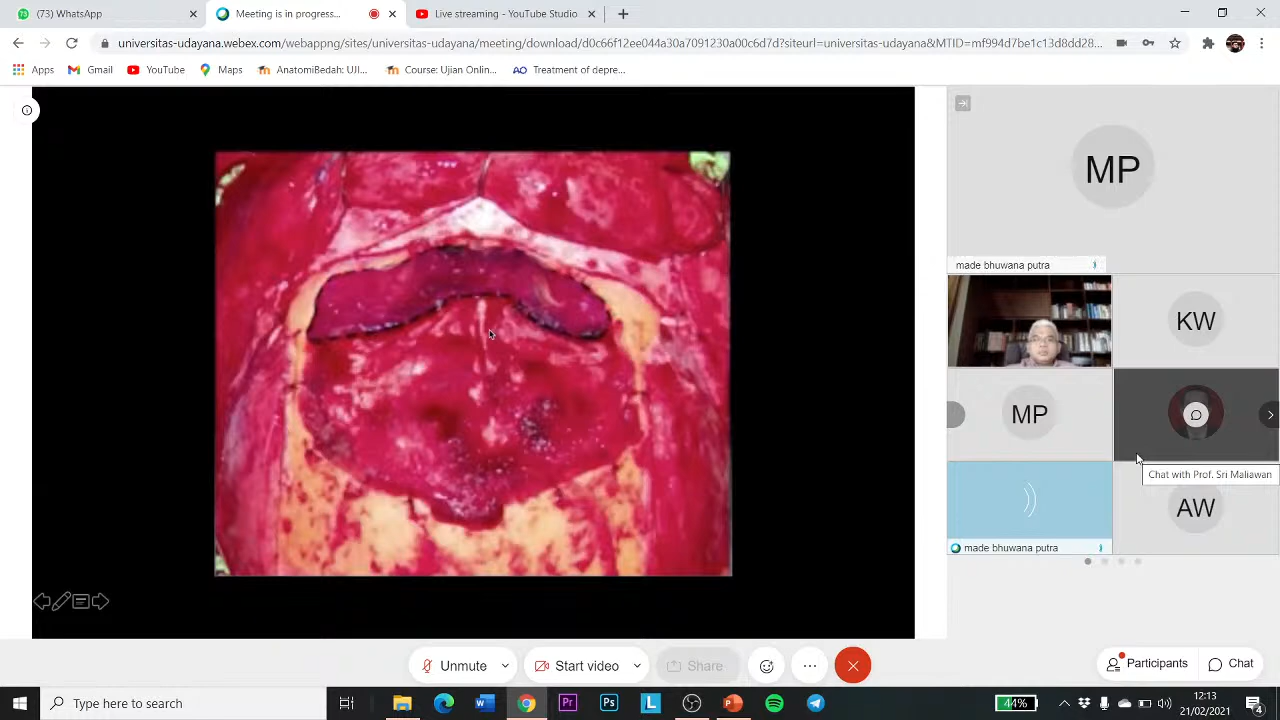 (73) WhatsApp
Meeting is in progress...
Live streaming - YouTube Studio
universitas-udayana.webex.com/webappng/sites/universitas-udayana/meeting/download/d0c66f12ee044a30a7091230a00c6d7d?siteurl=universitas-udayana&MTID=mf994d7be1c13d8dd28...
Apps
Gmail
YouTube
Maps
AnatomiBedah: UJI...
Course: Ujian Onlin...
AO Treatment of depre...
MP
made bhuwana putra
KW
MP
Chat with Prof. Sri Maliawan
AW
made bhuwana putra
Unmute
Start video
Share
Participants
Chat
Type here to search
44%
12:13
21/02/2021
4